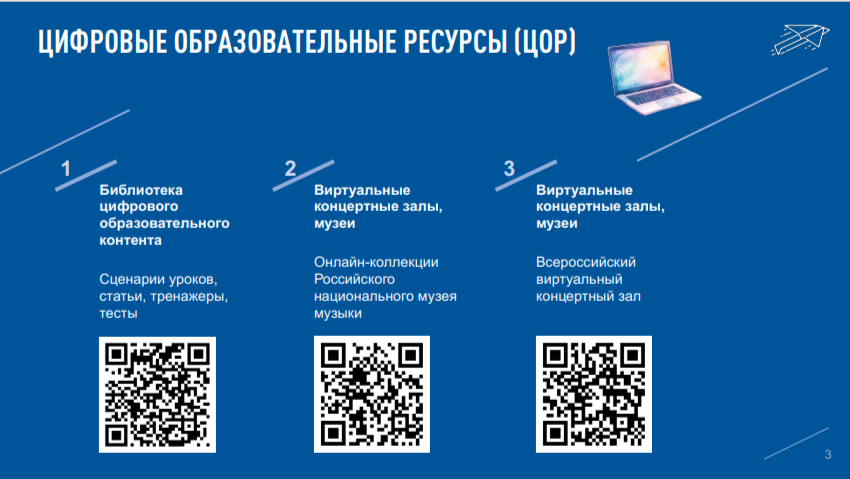 ЦИФРОВЫЕ ОБРАЗОВАТЕЛЬНЫЕ РЕСУРСЫ (ЦОР)
1
Библиотека
цифрового
образовательного
контента
Сценарии уроков,
статьи, тренажеры,
тесты
2
Виртуальные
концертные залы,
музеи
Онлайн-коллекции
Российского
национального музея
музыки
3
Виртуальные
концертные залы,
музеи
Всероссийский
виртуальный
концертный зал
3